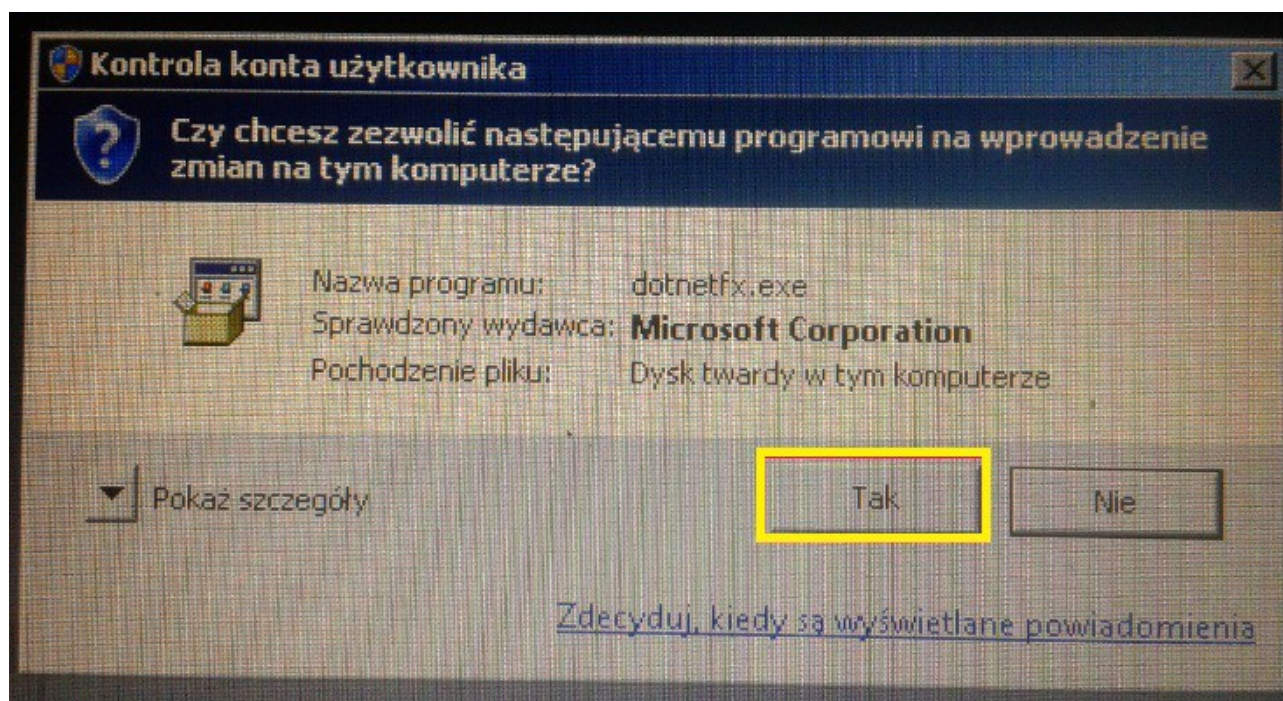 Kontrola konta użytkownika
Czy chcesz zezwolić następującemu programowi na wprowadzenie
zmian na tym komputerze?
Nazwa programu: dotnetfx.exe
Sprawdzony wydawca: Microsoft Corporation
Pochodzenie pliku: Dysk twardy w tym komputerze
Pokaż szczegóły
Tak
Nie
Zdecyduj, kiedy są wyświetlane powiadomienia